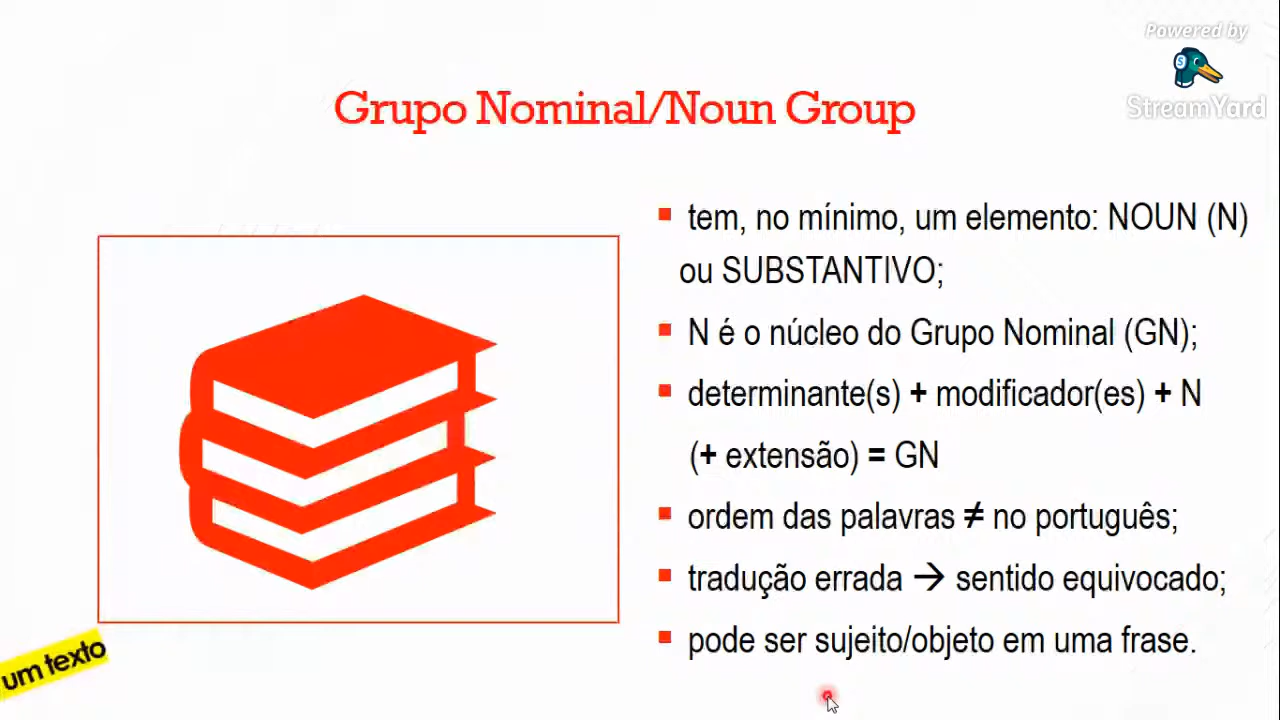 Powered by
StreamYard
Grupo Nominal/Noun Group
tem, no mínimo, um elemento: NOUN (N)
ou SUBSTANTIVO;
N é o núcleo do Grupo Nominal (GN);
determinante(s) + modificador(es) + N
(+ extensão) = GN
ordem das palavras ≠ no português;
tradução errada → sentido equivocado;
pode ser sujeito/objeto em uma frase.
um texto